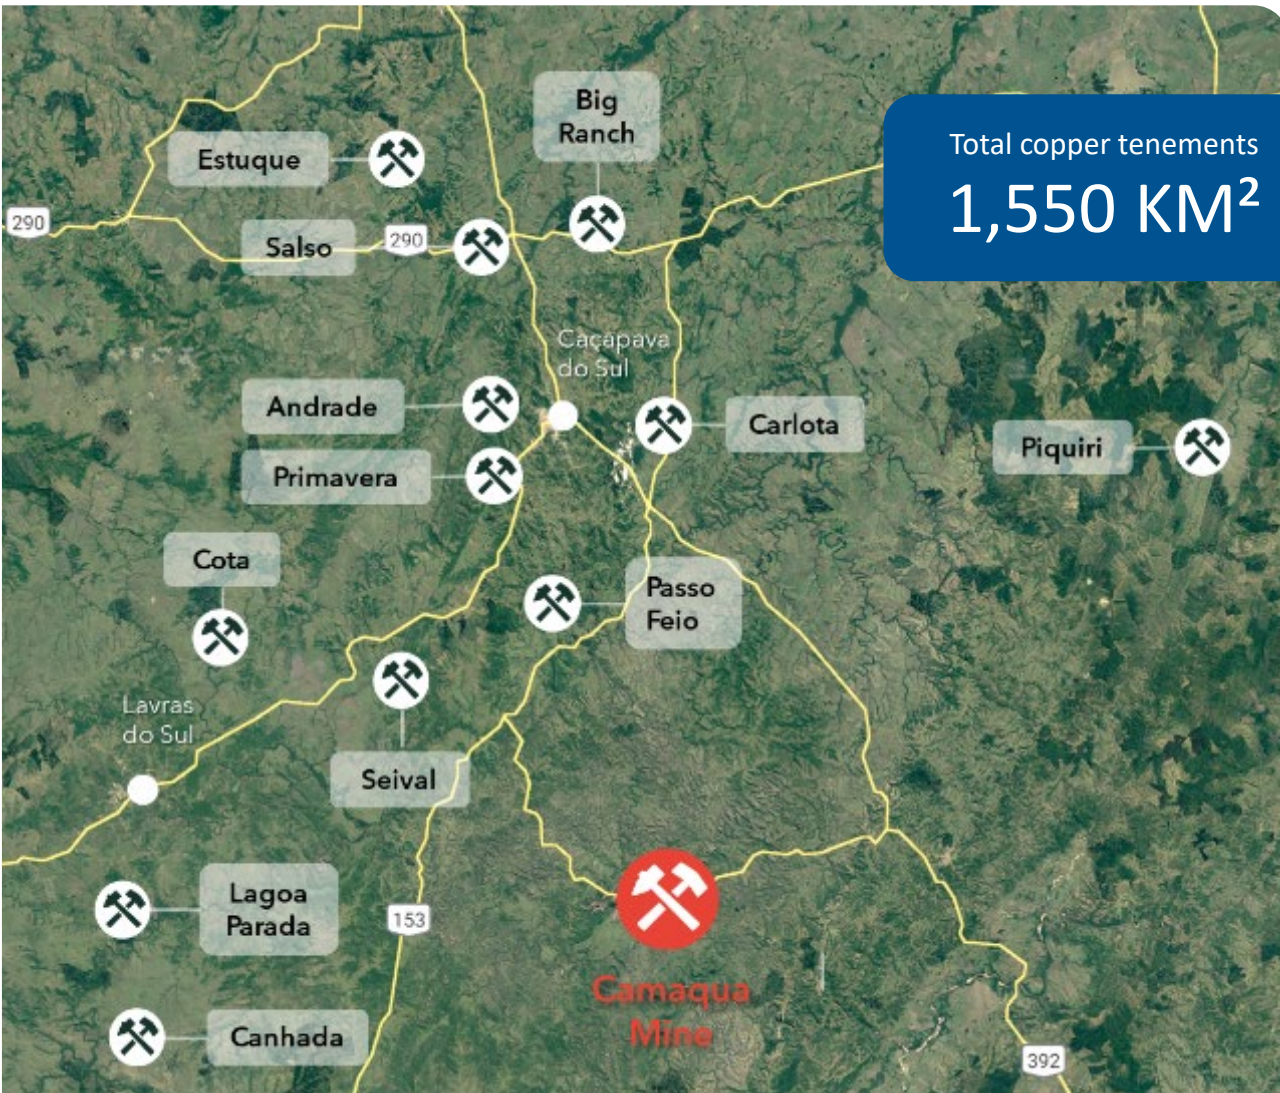 Big
Ranch
Total copper tenements
1,550 KM²
Estuque
290
Salso
290
Caçapava
do Sul
Andrade
Carlota
Piquiri
Primavera
Cota
Passo
Feio
Lavras
do Sul
Seival
Lagoa
Parada
153
Camaqua
Mine
Canhada
392